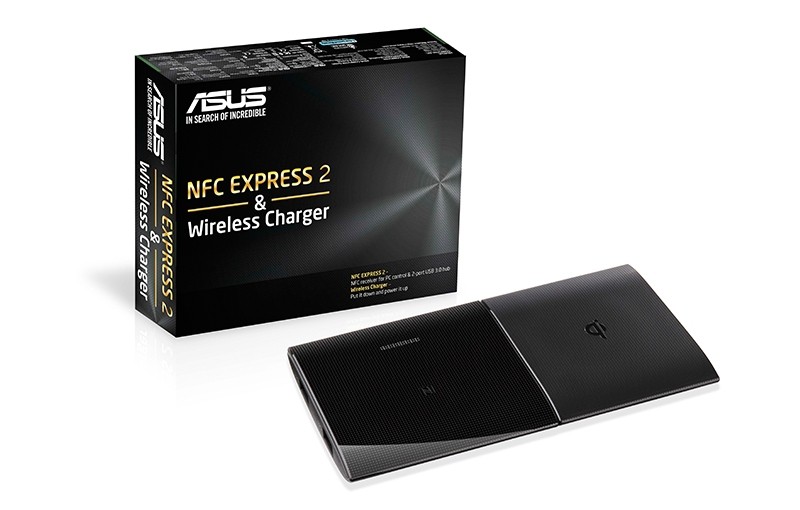 ASUS
IN SEARCH OF INCREDIBLE
NFC EXPRESS 2
&
Wireless Charger
NFC EXPRESS 2 -
NFC receiver for PC control & 2-port USB 3.0 hub
Wireless Charger -
Put it down and power it up
ASUS
IN SEARCH OF INCREDIBLE
NFC EXPRESS 2
&
Wireless Charger